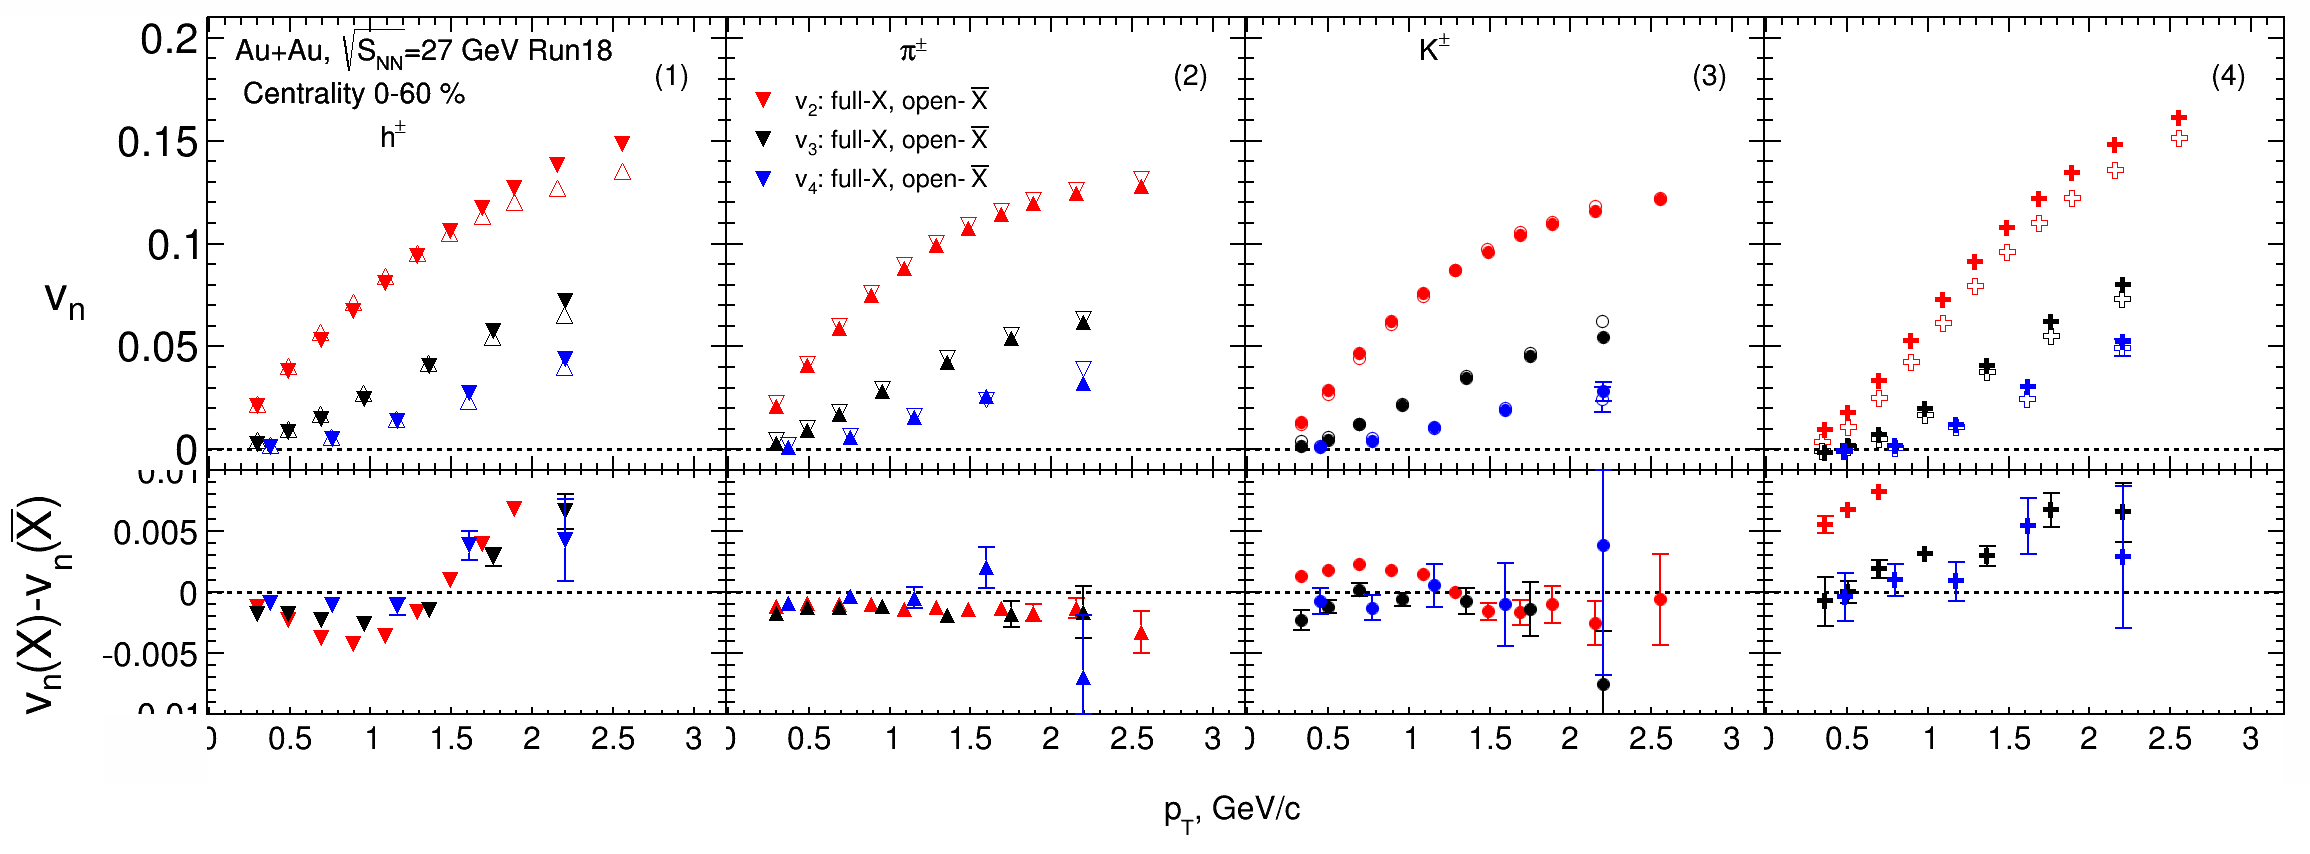 Au+Au, √S_NN=27 GeV Run18
Centrality 0-60 %
h±
(1)
π±
(2)
v2: full-X, open- X̅
v3: full-X, open- X̅
v4: full-X, open- X̅
K±
(3)
(4)
0.2
0.15
0.1
0.05
0
vn
0.01
0.005
0
-0.005
vn(X)-vn(X̅)
0.5 1 1.5 2 2.5 3
0.5 1 1.5 2 2.5 3
0.5 1 1.5 2 2.5 3
0.5 1 1.5 2 2.5 3
pT, GeV/c